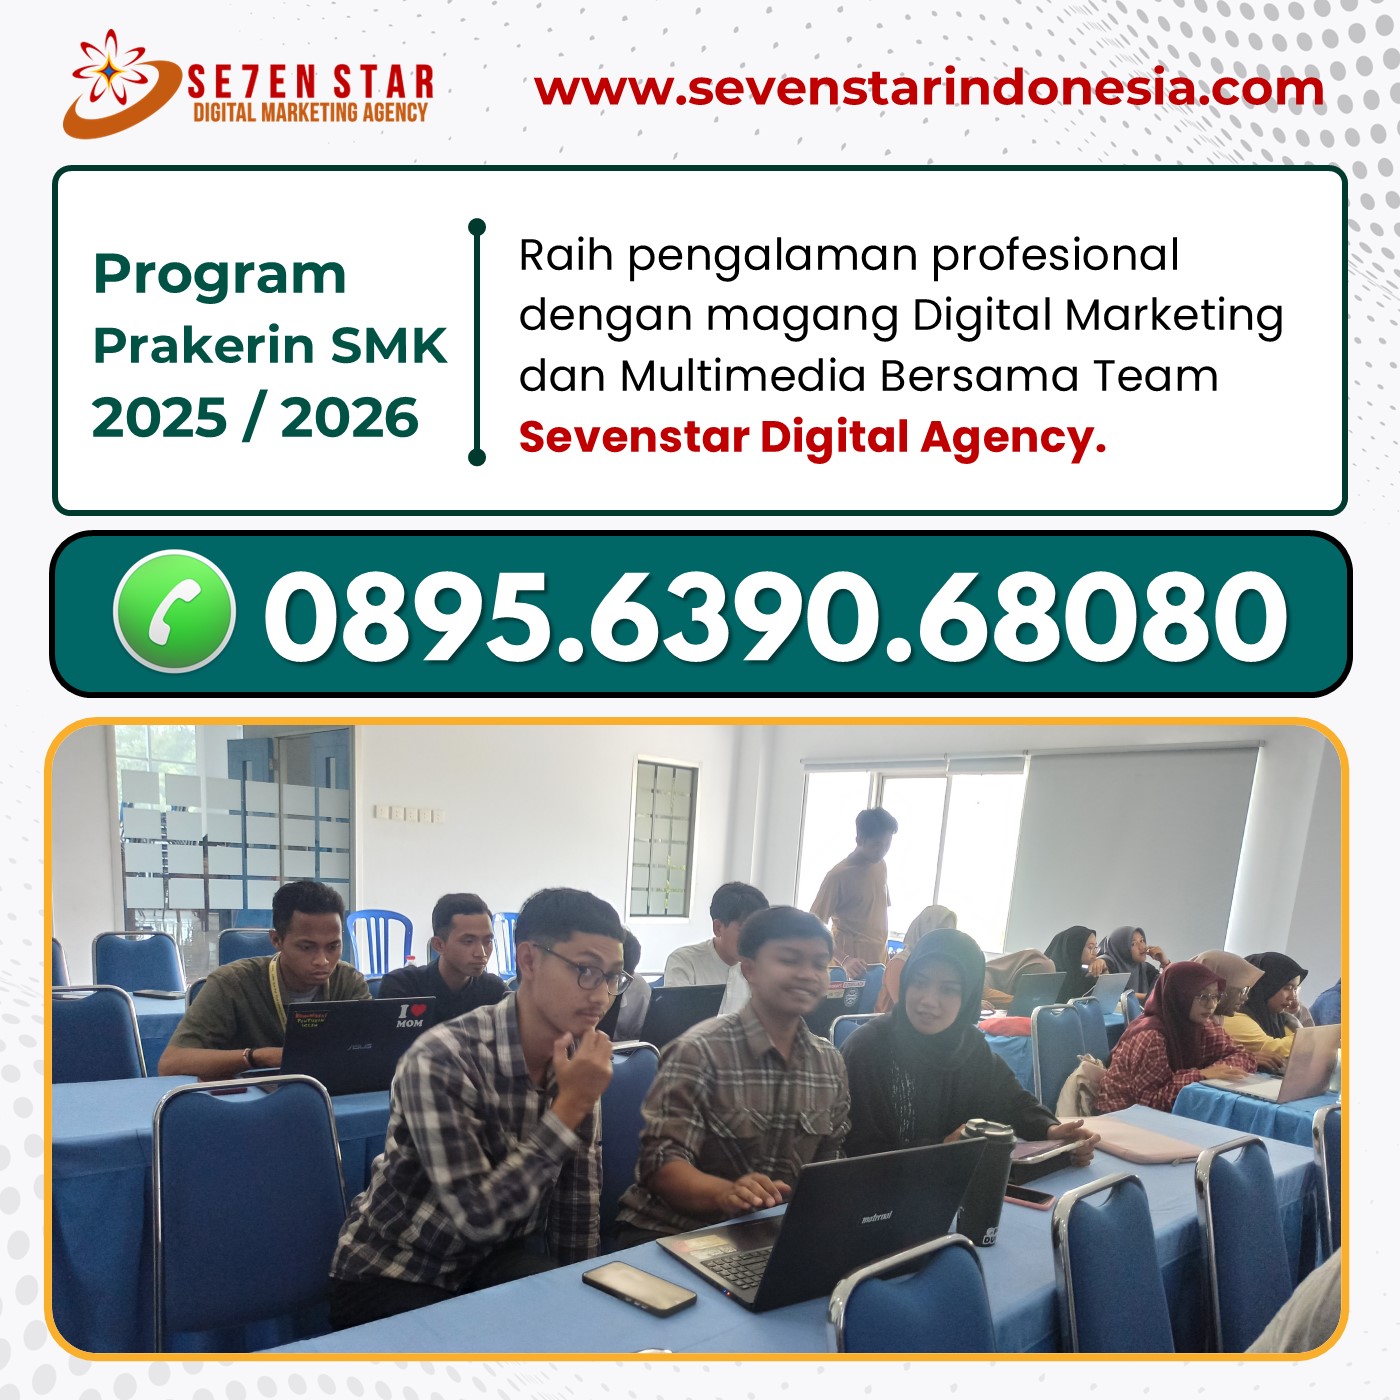 SE7EN STAR
DIGITAL MARKETING AGENCY
www.sevenstarindonesia.com
Program
Prakerin SMK
2025 / 2026
Raih pengalaman profesional
dengan magang Digital Marketing
dan Multimedia Bersama Team
Sevenstar Digital Agency.
0895.6390.68080
I
MOM
ASUS